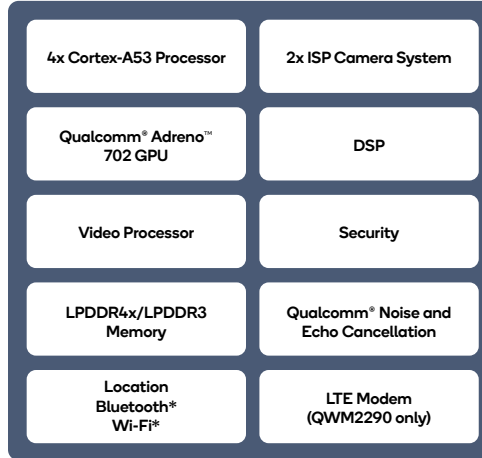 4x Cortex-A53 Processor
2x ISP Camera System
Qualcomm® Adreno™
702 GPU
DSP
Video Processor
Security
LPDDR4x/LPDDR3
Memory
Qualcomm® Noise and
Echo Cancellation
Location
Bluetooth*
Wi-Fi*
LTE Modem
(QWM2290 only)